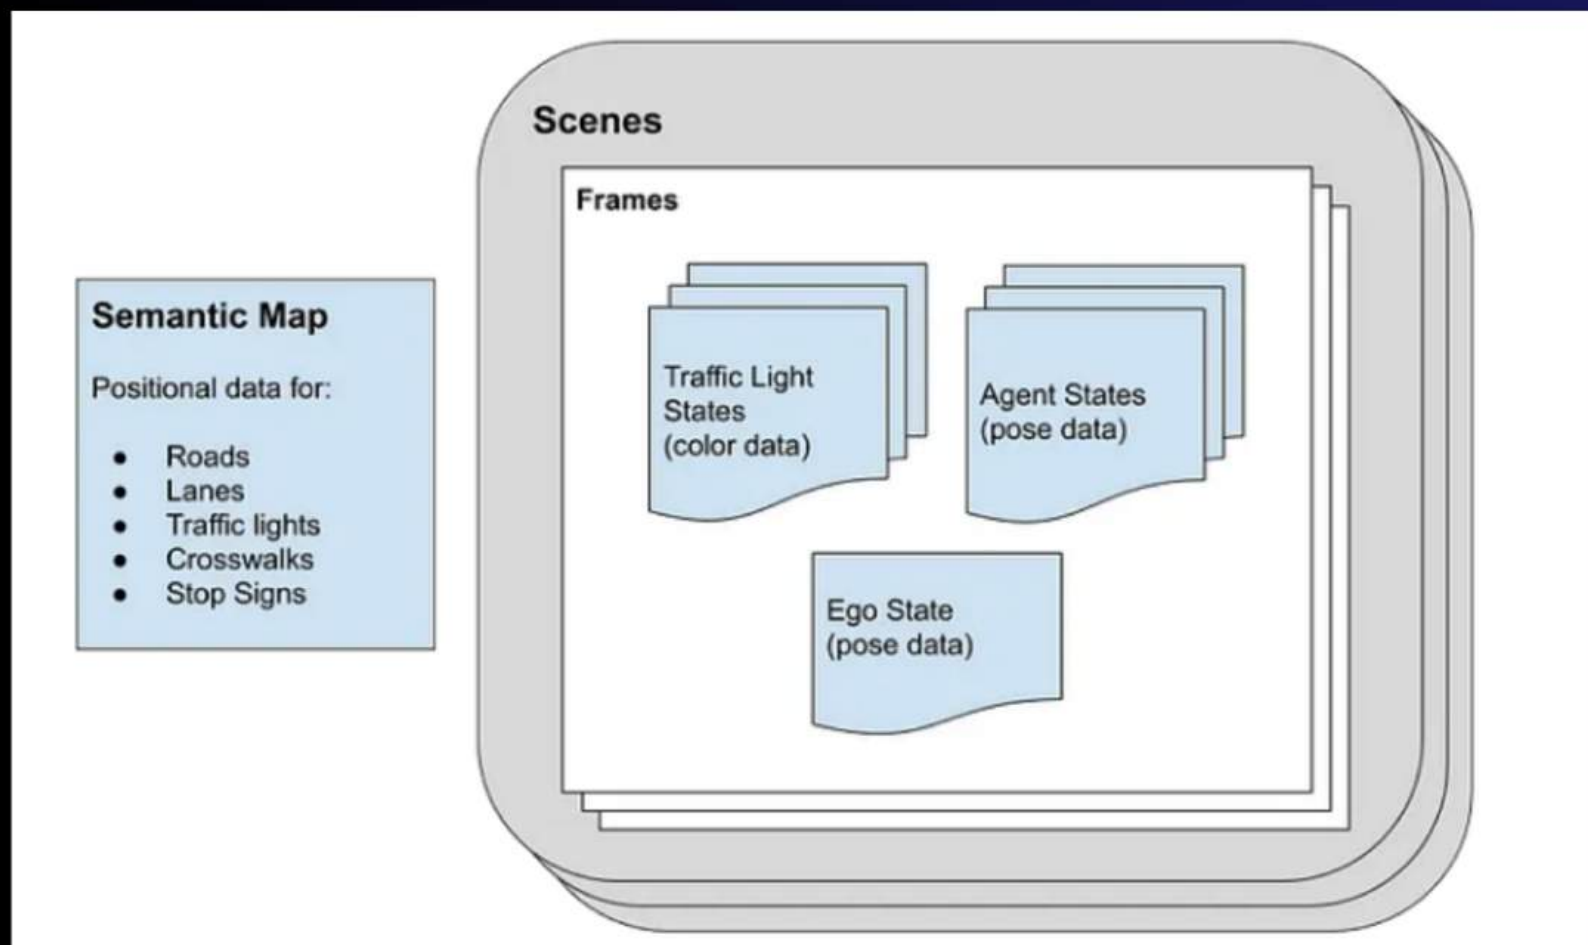 Scenes
Frames
Semantic Map
Positional data for:
● Roads
● Lanes
● Traffic lights
● Crosswalks
● Stop Signs
Traffic Light
States
(color data)
Agent States
(pose data)
Ego State
(pose data)